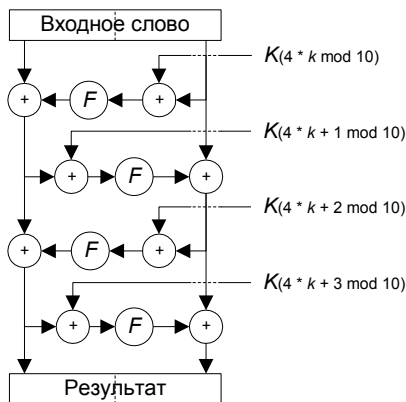 Входное слово
K(4 * k mod 10)
+ F +
K(4 * k + 1 mod 10)
+ F +
K(4 * k + 2 mod 10)
+ F +
K(4 * k + 3 mod 10)
+ F +
Результат